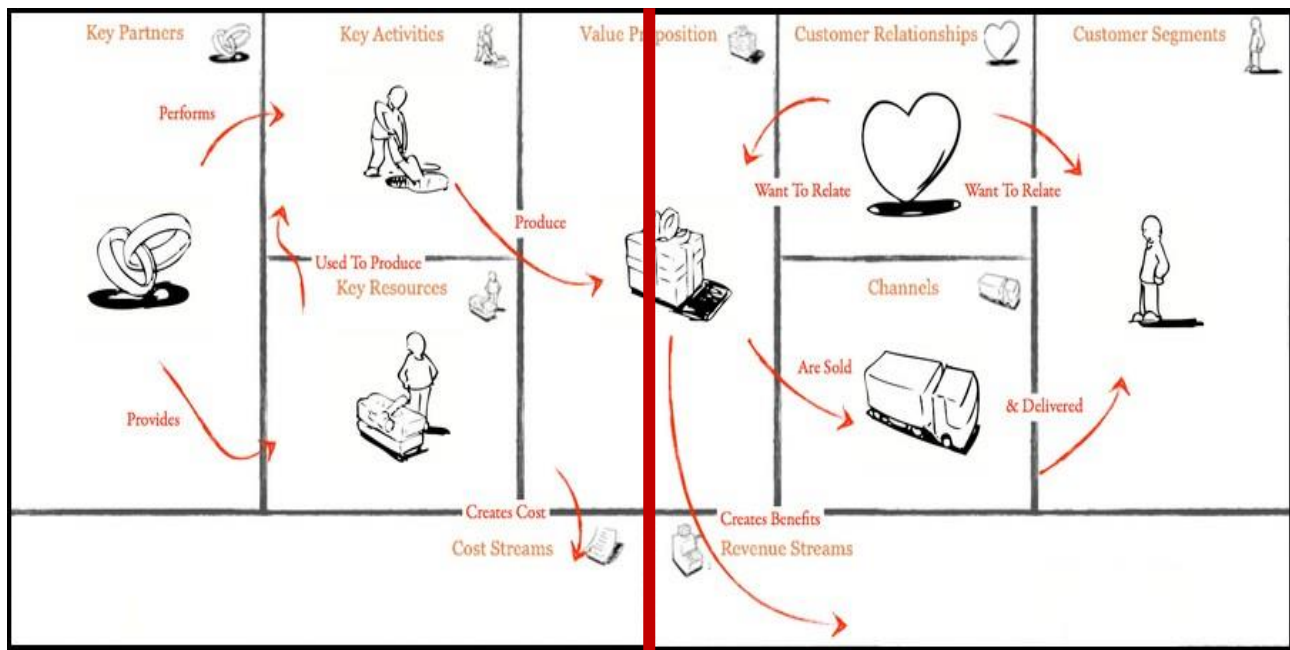 Key Partners
Key Activities
Value Proposition
Customer Relationships
Customer Segments
Performs
Want To Relate
Want To Relate
Produce
Used To Produce
Key Resources
Channels
Are Sold
& Delivered
Provides
Creates Cost
Creates Benefits
Cost Streams
Revenue Streams